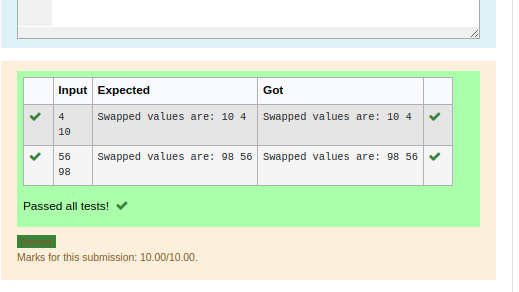 Input Expected Got
4 Swapped values are: 10 4 Swapped values are: 10 4
10
56 Swapped values are: 98 56 Swapped values are: 98 56
98
Passed all tests!
Correct
Marks for this submission: 10.00/10.00.